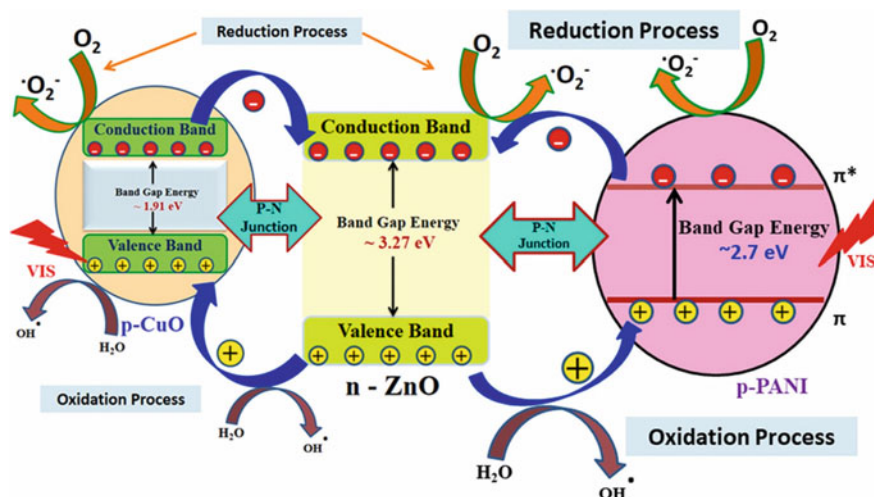 Reduction Process
O₂
·O₂⁻
Conduction Band
- - - - -
Band Gap Energy
~ 1.91 eV
Valence Band
+ + + + +
VIS
p-CuO
OH•
H₂O
Oxidation Process
-
P-N
Junction
+
H₂O
OH•
O₂
·O₂⁻
Conduction Band
- - - - -
Band Gap Energy
~ 3.27 eV
Valence Band
+ + + + +
n - ZnO
Reduction Process
-
P-N
Junction
+
H₂O
OH•
O₂
·O₂⁻
- - -
π*
Band Gap Energy
~2.7 eV
VIS
+ + + +
π
p-PANI
Oxidation Process